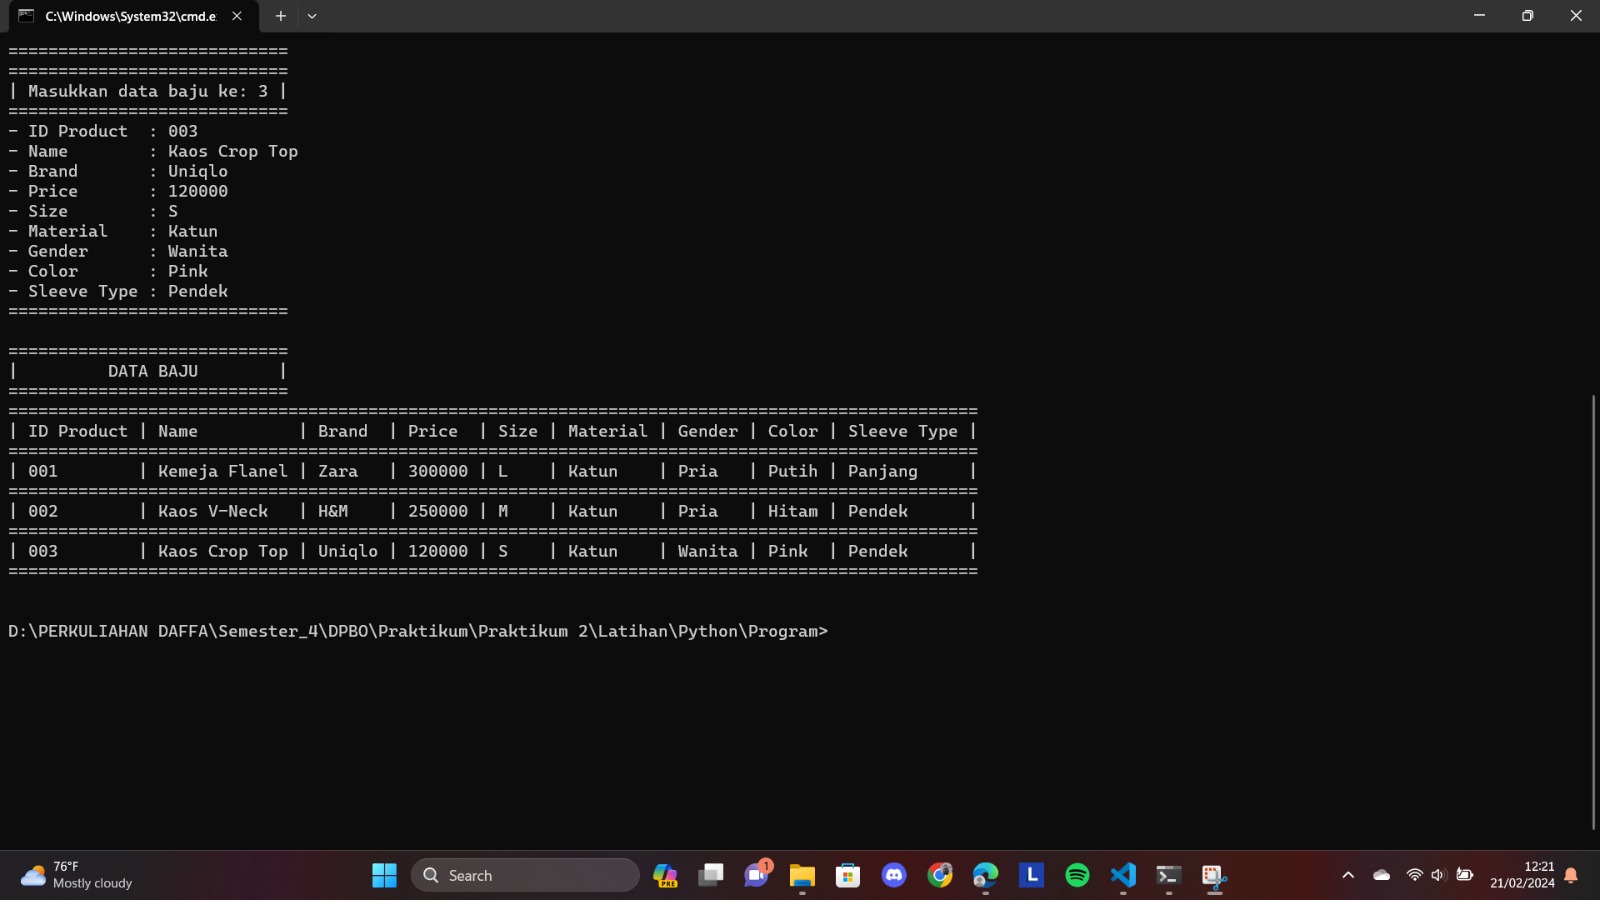 C:\Windows\System32\cmd.e
============================
============================
| Masukkan data baju ke: 3 |
============================
- ID Product  : 003
- Name        : Kaos Crop Top
- Brand       : Uniqlo
- Price       : 120000
- Size        : S
- Material    : Katun
- Gender      : Wanita
- Color       : Pink
- Sleeve Type : Pendek
============================
============================
|         DATA BAJU        |
============================
=================================================================================================
| ID Product | Name          | Brand  | Price  | Size | Material | Gender | Color | Sleeve Type |
=================================================================================================
| 001        | Kemeja Flanel | Zara   | 300000 | L    | Katun    | Pria   | Putih | Panjang     |
=================================================================================================
| 002        | Kaos V-Neck   | H&M    | 250000 | M    | Katun    | Pria   | Hitam | Pendek      |
=================================================================================================
| 003        | Kaos Crop Top | Uniqlo | 120000 | S    | Katun    | Wanita | Pink  | Pendek      |
=================================================================================================
D:\PERKULIAHAN DAFFA\Semester_4\DPBO\Praktikum\Praktikum 2\Latihan\Python\Program>
76°F
Mostly cloudy
Search
PRE
1
L
12:21
21/02/2024